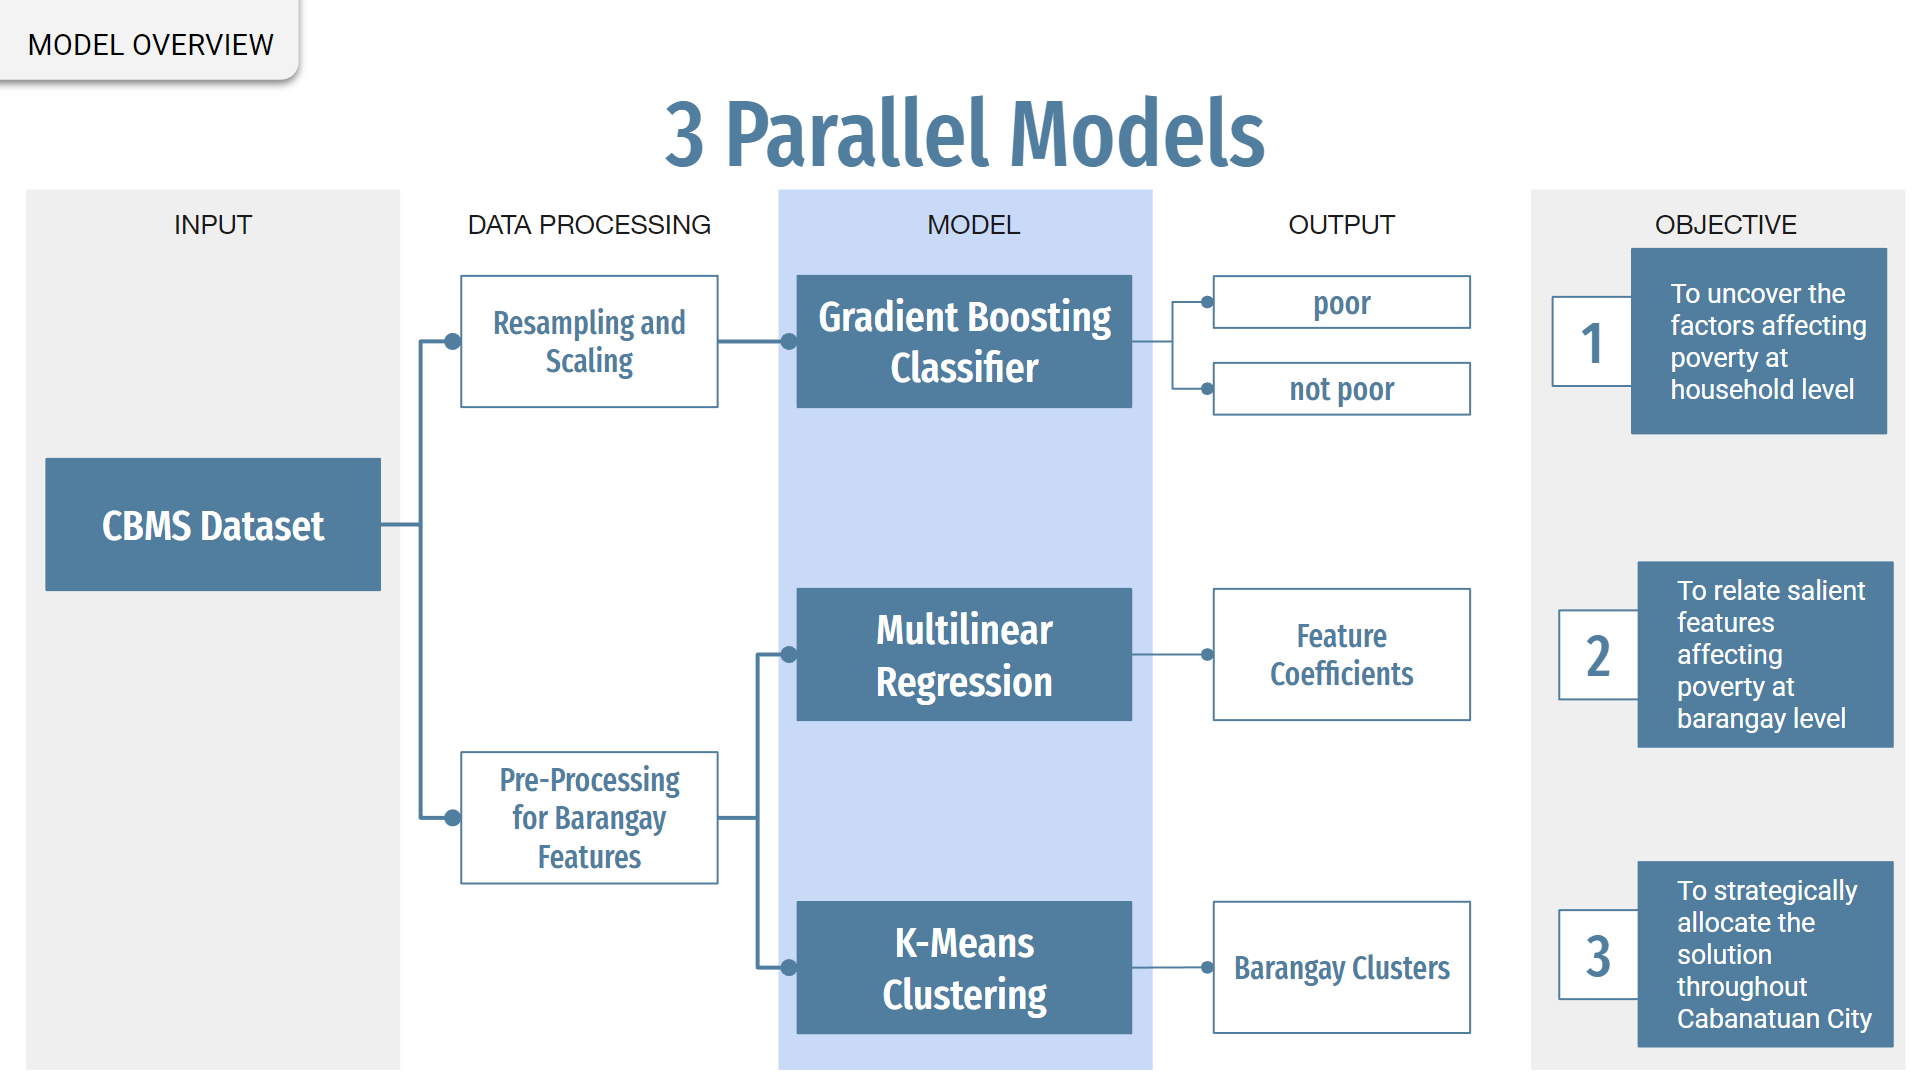 MODEL OVERVIEW
3 Parallel Models
INPUT
DATA PROCESSING
MODEL
OUTPUT
OBJECTIVE
CBMS Dataset
Resampling and
Scaling
Gradient Boosting
Classifier
poor
not poor
1
To uncover the
factors affecting
poverty at
household level
Pre-Processing
for Barangay
Features
Multilinear
Regression
Feature
Coefficients
2
To relate salient
features
affecting
poverty at
barangay level
K-Means
Clustering
Barangay Clusters
3
To strategically
allocate the
solution
throughout
Cabanatuan City